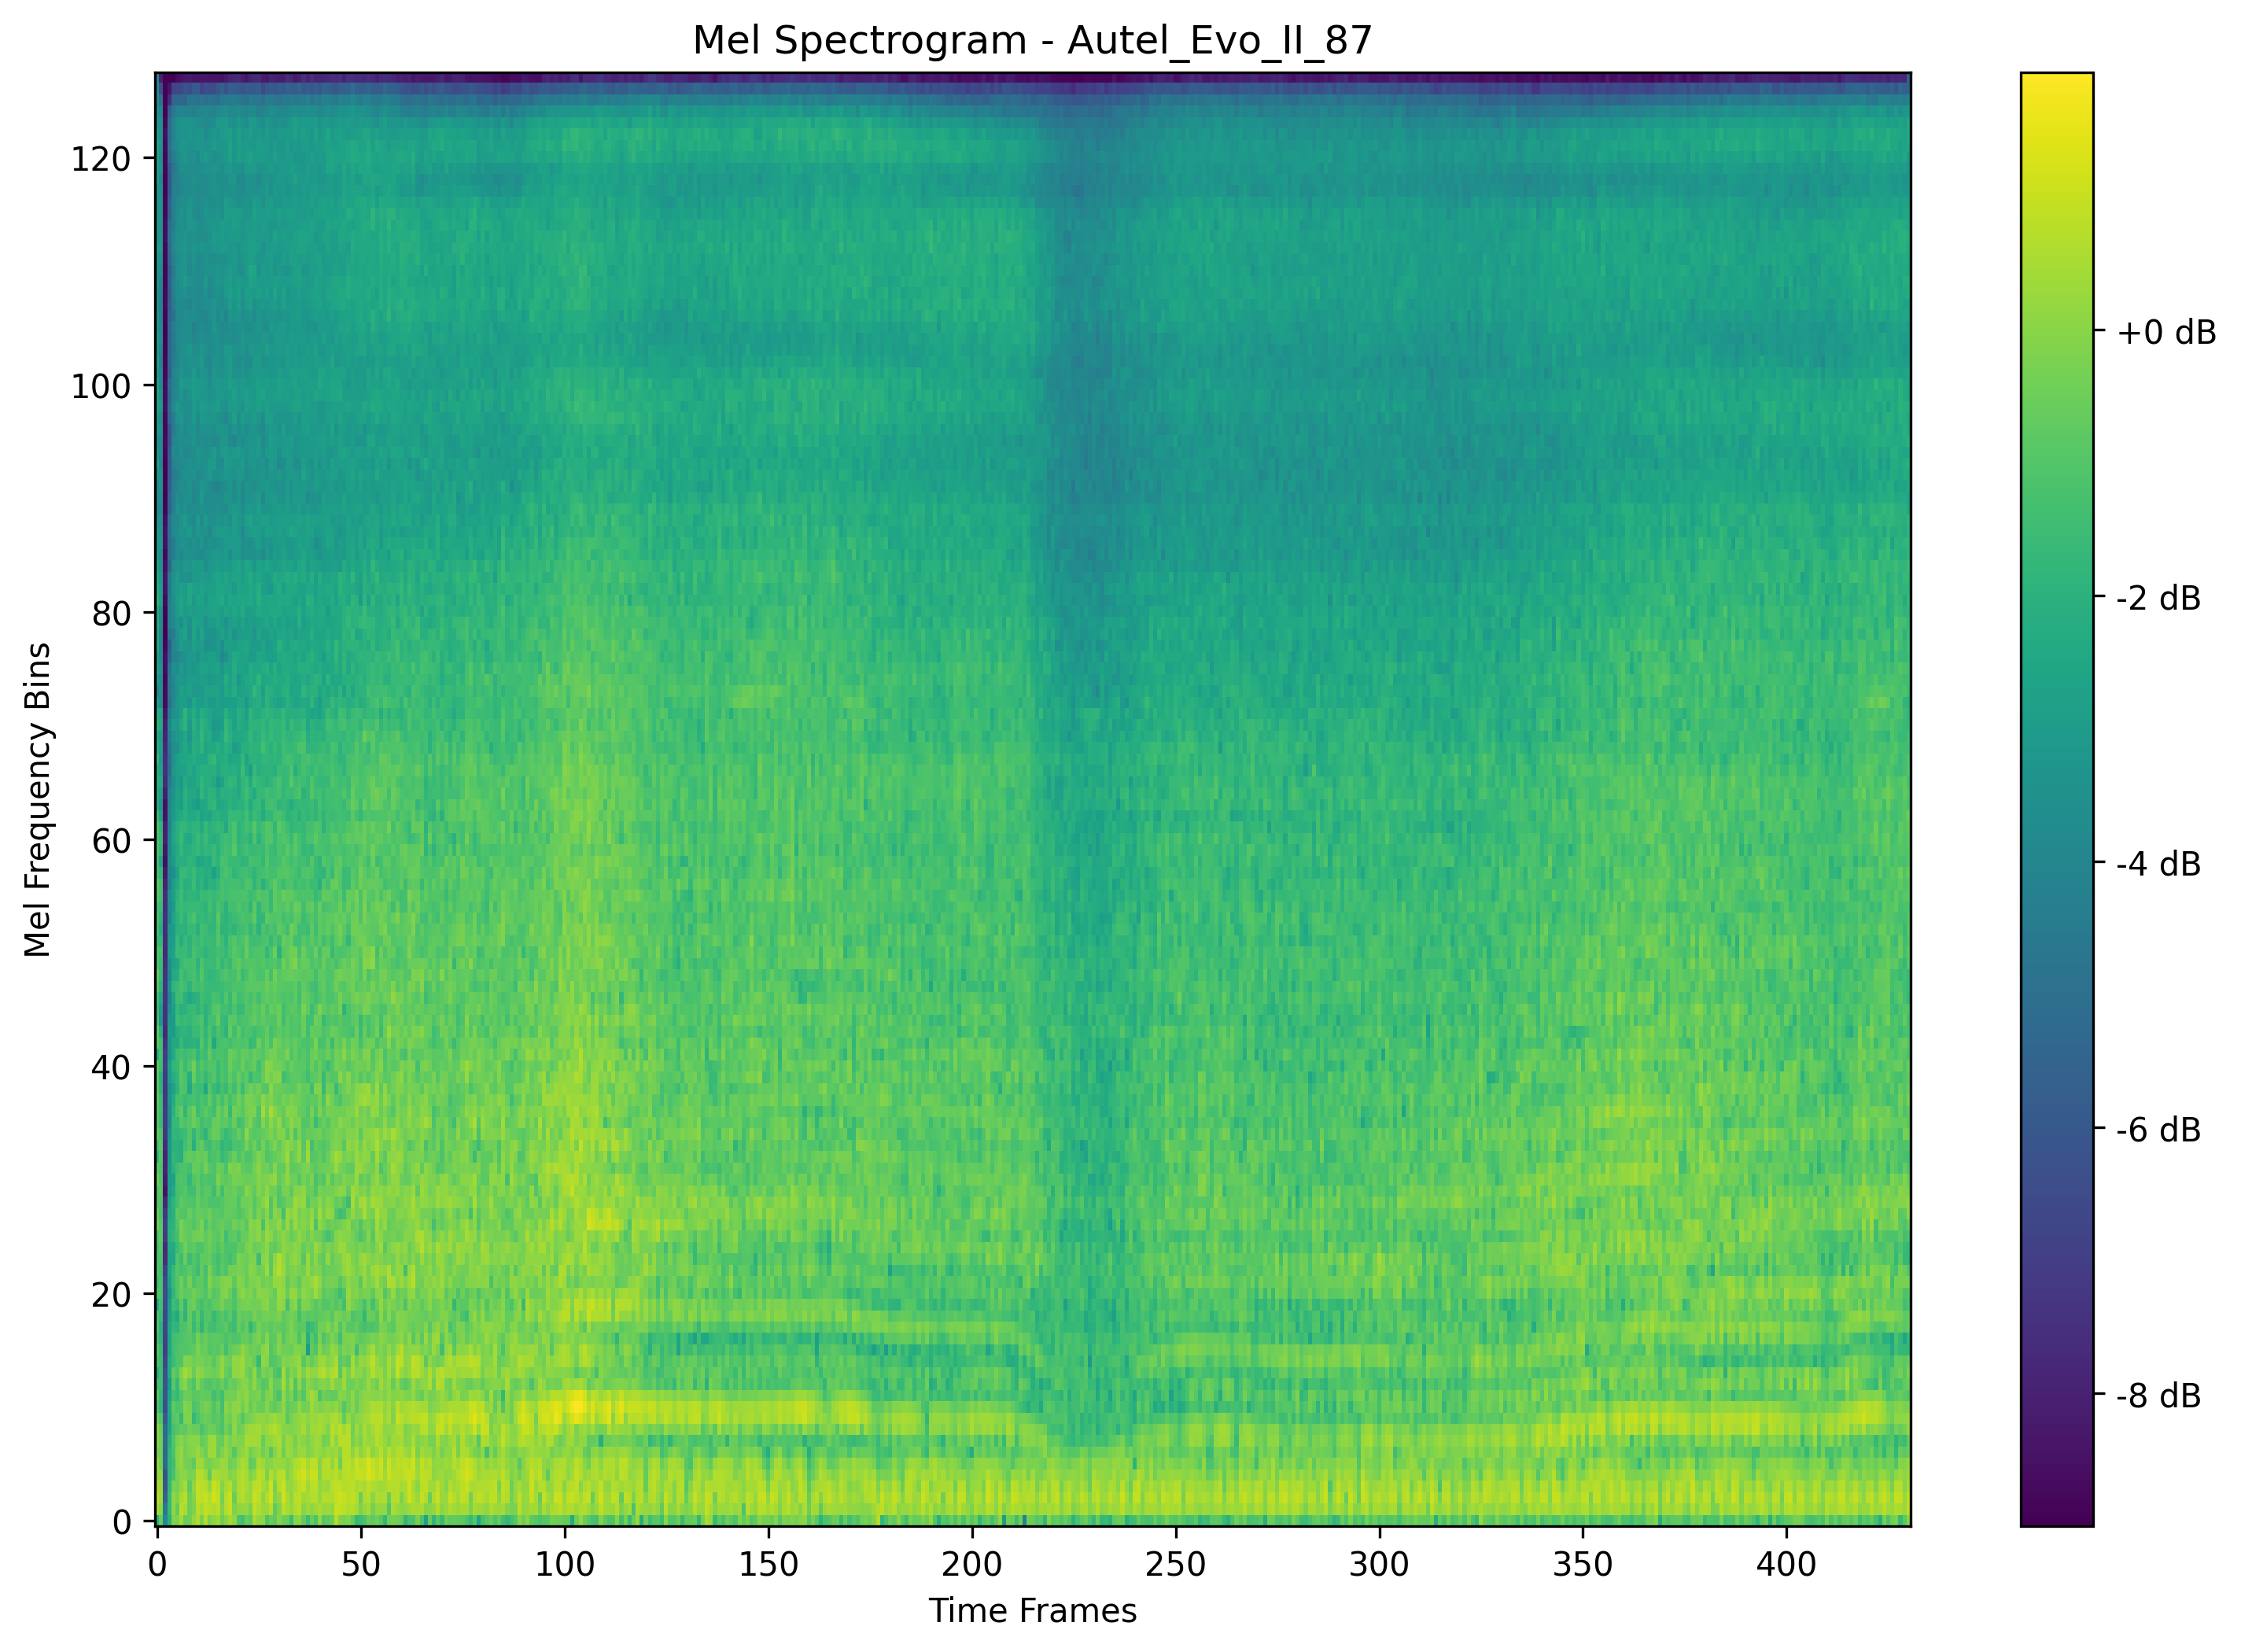 Mel Spectrogram - Autel_Evo_II_87
Mel Frequency Bins
120
100
80
60
40
20
0
0 50 100 150 200 250 300 350 400
Time Frames
+0 dB
-2 dB
-4 dB
-6 dB
-8 dB